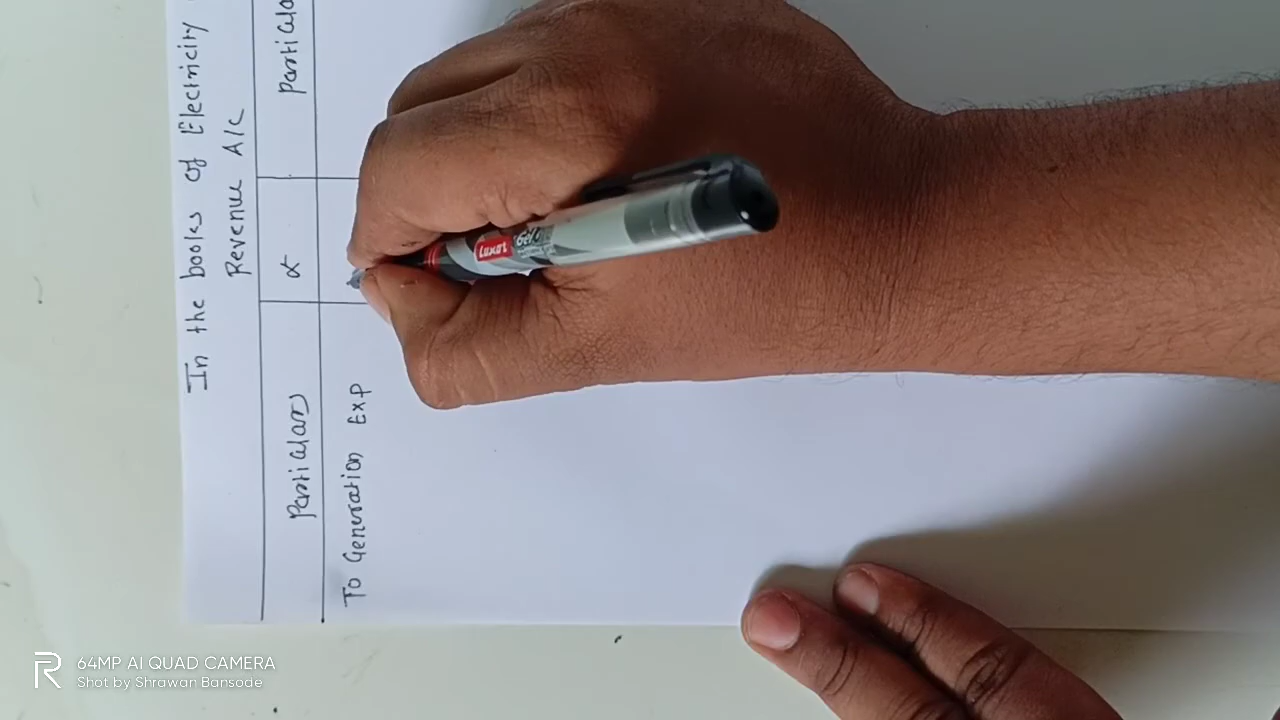 In the books of Electricity
Revenue A/c
Particulars ₹ Particula
To Generation Exp
Luxor Gel
64MP AI QUAD CAMERA
Shot by Shrawan Bansode